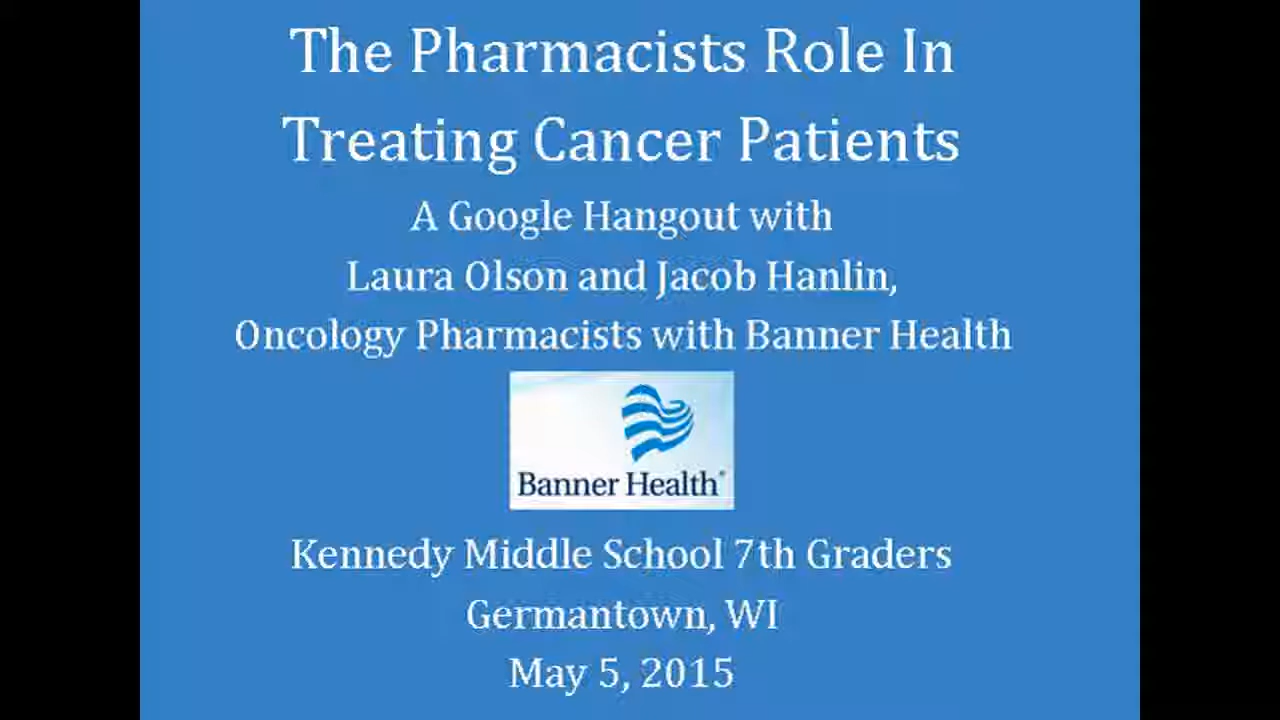 The Pharmacists Role In
Treating Cancer Patients
A Google Hangout with
Laura Olson and Jacob Hanlin,
Oncology Pharmacists with Banner Health
Banner Health
Kennedy Middle School 7th Graders
Germantown, WI
May 5, 2015